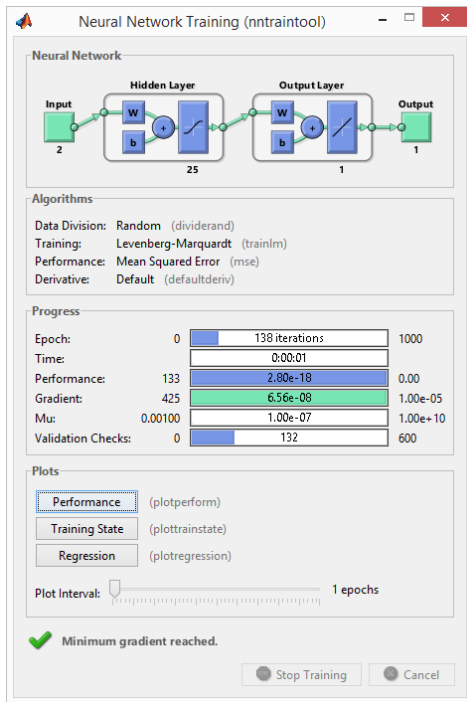 Neural Network Training (nntraintool)
Neural Network
Hidden Layer Output Layer
Input Output
W W
+ +
b b
2 1
25 1
Algorithms
Data Division: Random (dividerand)
Training: Levenberg-Marquardt (trainlm)
Performance: Mean Squared Error (mse)
Derivative: Default (defaultderiv)
Progress
Epoch: 0 138 iterations 1000
Time: 0:00:01
Performance: 133 2.80e-18 0.00
Gradient: 425 6.56e-08 1.00e-05
Mu: 0.00100 1.00e-07 1.00e+10
Validation Checks: 0 132 600
Plots
Performance (plotperform)
Training State (plottrainstate)
Regression (plotregression)
Plot Interval: 1 epochs
Minimum gradient reached.
Stop Training Cancel